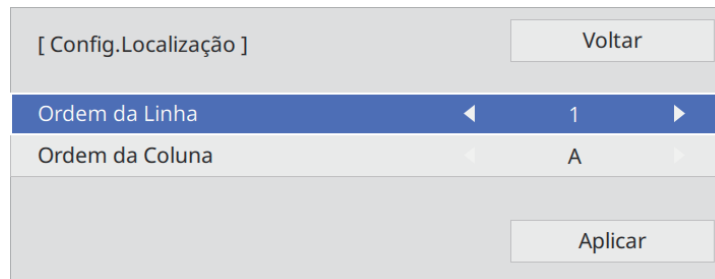 [ Config.Localização ]
Voltar
Ordem da Linha 1
Ordem da Coluna A
Aplicar